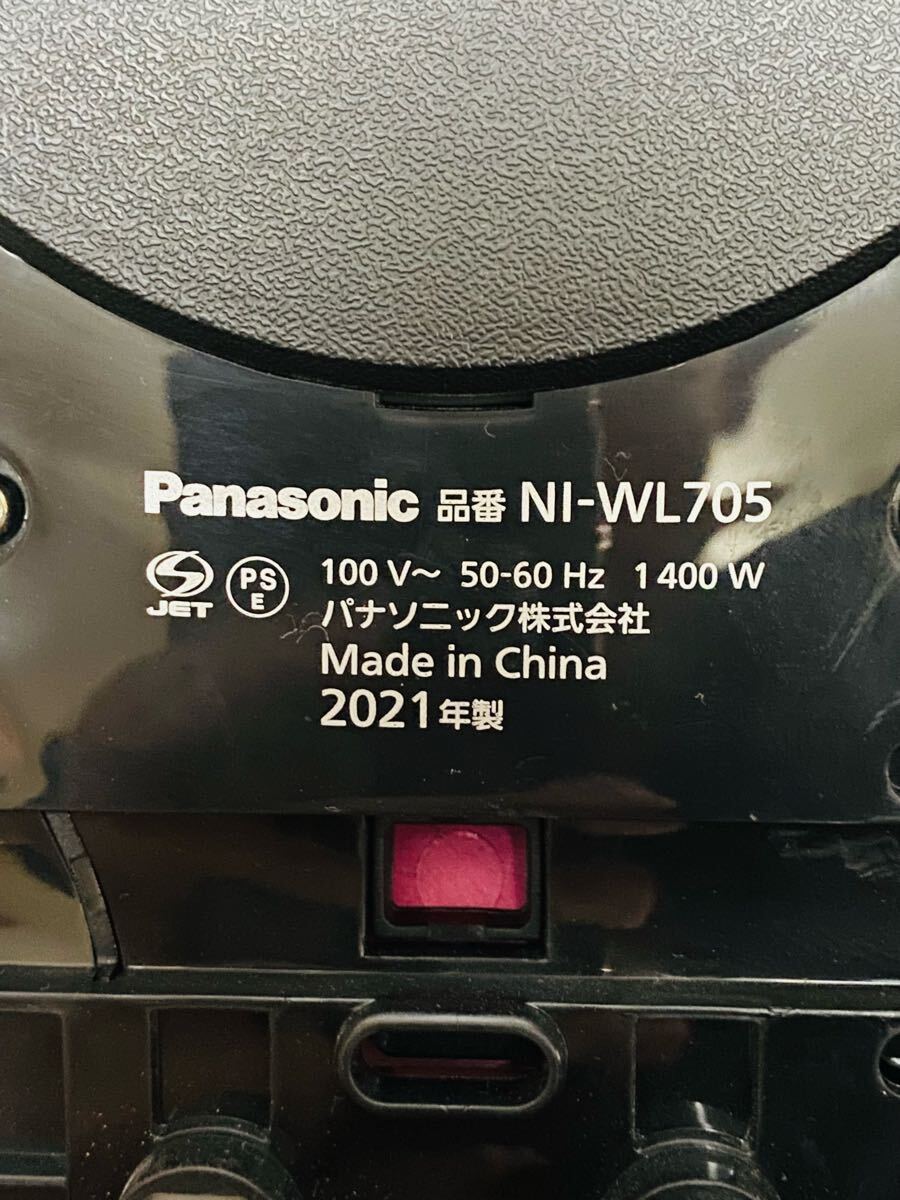 Panasonic 品番 NI-WL705
JET PS E 100 V～ 50-60 Hz 1400 W
パナソニック株式会社
Made in China
2021年製